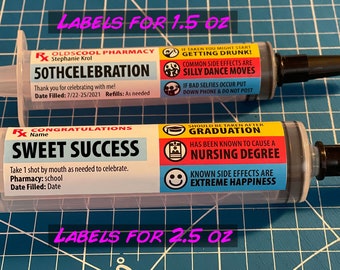 Labels for 1.5 oz
Rx OLDSCOOL PHARMACY
Stephanie Krol
50THCELEBRATION
Thank you for celebrating with me!
Date Filled: 7/22-25/2021 Refills: As needed
IF TAKEN YOU MIGHT START
GETTING DRUNK!
COMMON SIDE EFFECTS ARE
SILLY DANCE MOVES
IF BAD SELFIES OCCUR PUT
DOWN PHONE & DO NOT POST
Rx CONGRATULATIONS
Name
SWEET SUCCESS
Take 1 shot by mouth as needed to celebrate.
Pharmacy: school
Date Filled: Date
SHOULD BE TAKEN AFTER
GRADUATION
HAS BEEN KNOWN TO CAUSE A
NURSING DEGREE
KNOWN SIDE EFFECTS ARE
EXTREME HAPPINESS
Labels for 2.5 oz